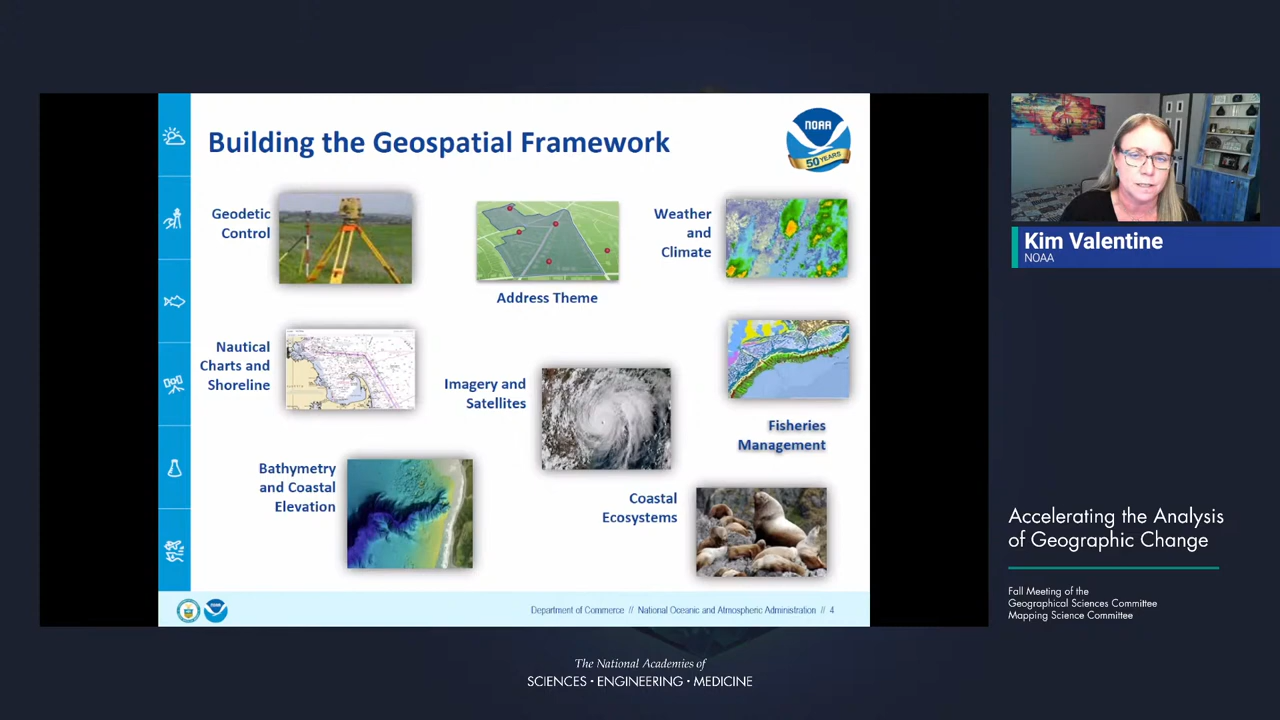 Building the Geospatial Framework
NOAA
50 YEARS
Geodetic
Control
Address Theme
Weather
and
Climate
Nautical
Charts and
Shoreline
Imagery and
Satellites
Fisheries
Management
Bathymetry
and Coastal
Elevation
Coastal
Ecosystems
NOAA
Department of Commerce // National Oceanic and Atmospheric Administration // 4
Kim Valentine
NOAA
Accelerating the Analysis
of Geographic Change
Fall Meeting of the
Geographical Sciences Committee
Mapping Science Committee
The National Academies of
SCIENCES • ENGINEERING • MEDICINE